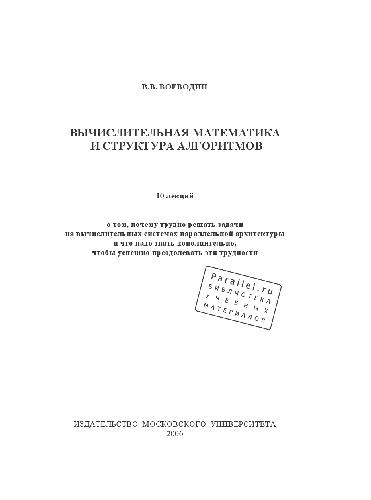 В.В. ВОЕВОДИН
ВЫЧИСЛИТЕЛЬНАЯ МАТЕМАТИКА
И СТРУКТУРА АЛГОРИТМОВ
10 лекций
о том, почему трудно решать задачи
на вычислительных системах параллельной архитектуры
и что надо знать дополнительно,
чтобы успешно преодолевать эти трудности
Parallel.ru
БИБЛИОТЕКА
УЧЕБНЫХ
МАТЕРИАЛОВ
ИЗДАТЕЛЬСТВО МОСКОВСКОГО УНИВЕРСИТЕТА
2006